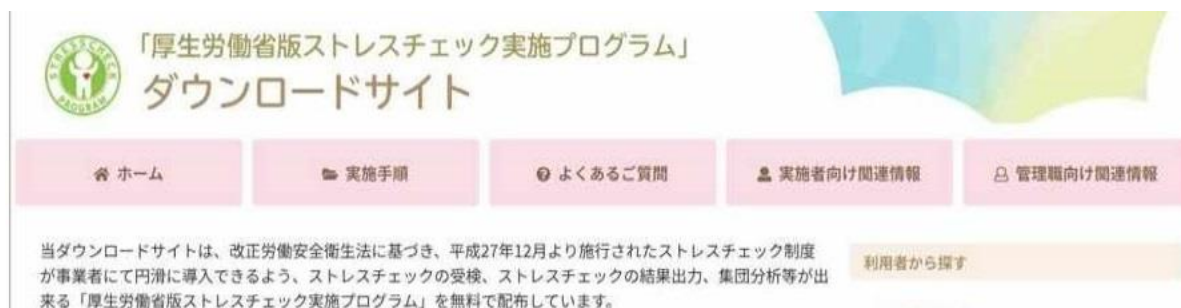 STRESSCHECK PROGRAM
「厚生労働省版ストレスチェック実施プログラム」
ダウンロードサイト
ホーム
実施手順
よくあるご質問
実施者向け関連情報
管理職向け関連情報
当ダウンロードサイトは、改正労働安全衛生法に基づき、平成27年12月より施行されたストレスチェック制度
が事業者にて円滑に導入できるよう、ストレスチェックの受検、ストレスチェックの結果出力、集団分析等が出
来る「厚生労働省版ストレスチェック実施プログラム」を無料で配布しています。
利用者から探す